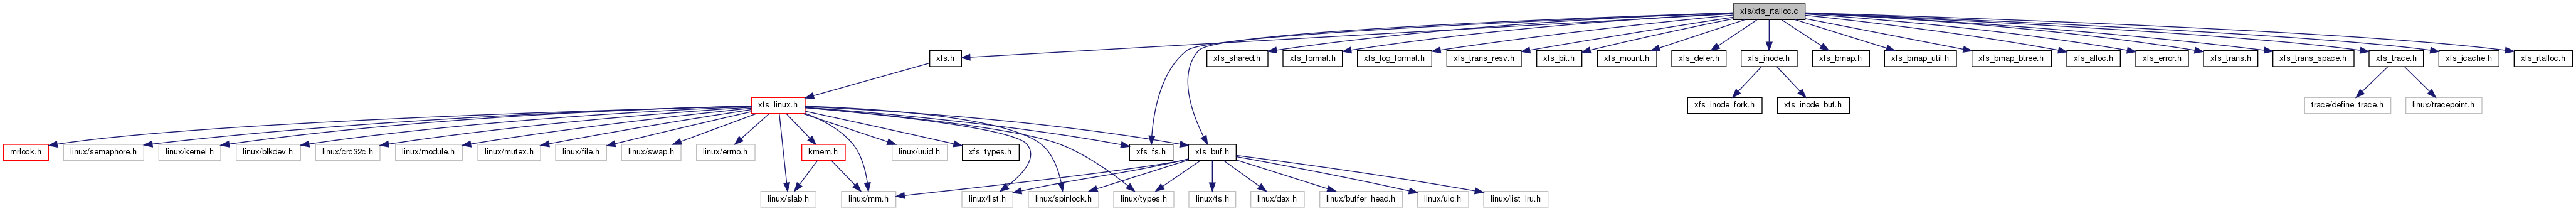 xfs/xfs_rtalloc.c
xfs.h
xfs_shared.h
xfs_format.h
xfs_log_format.h
xfs_trans_resv.h
xfs_bit.h
xfs_mount.h
xfs_defer.h
xfs_inode.h
xfs_bmap.h
xfs_bmap_util.h
xfs_bmap_btree.h
xfs_alloc.h
xfs_error.h
xfs_trans.h
xfs_trans_space.h
xfs_trace.h
xfs_icache.h
xfs_rtalloc.h
xfs_linux.h
xfs_inode_fork.h
xfs_inode_buf.h
trace/define_trace.h
linux/tracepoint.h
mrlock.h
linux/semaphore.h
linux/kernel.h
linux/blkdev.h
linux/crc32c.h
linux/module.h
linux/mutex.h
linux/file.h
linux/swap.h
linux/errno.h
kmem.h
linux/uuid.h
xfs_types.h
xfs_fs.h
xfs_buf.h
linux/slab.h
linux/mm.h
linux/list.h
linux/spinlock.h
linux/types.h
linux/fs.h
linux/dax.h
linux/buffer_head.h
linux/uio.h
linux/list_lru.h